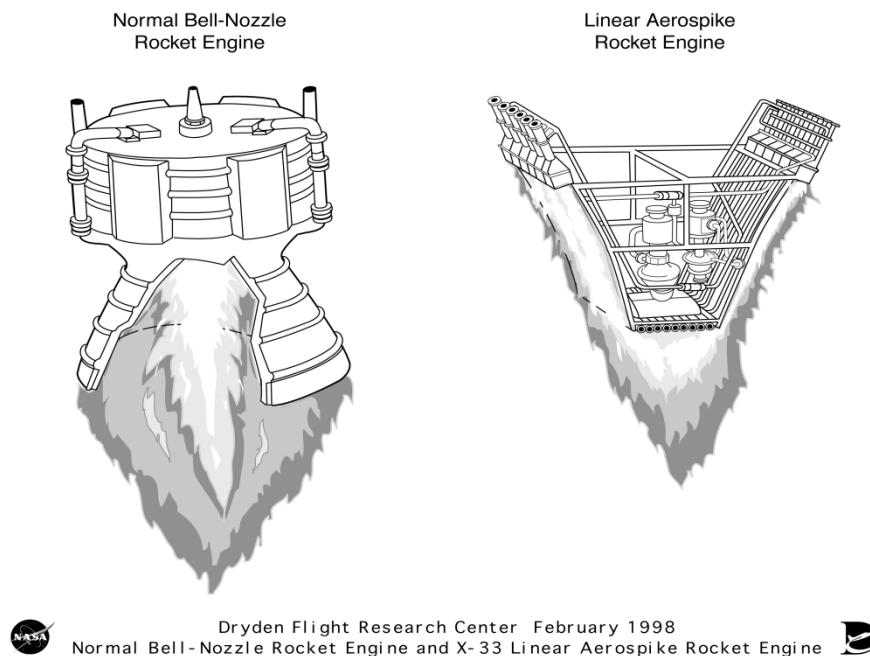 Normal Bell-Nozzle
Rocket Engine
Linear Aerospike
Rocket Engine
NASA
Dryden Flight Research Center February 1998
Normal Bell-Nozzle Rocket Engine and X-33 Linear Aerospike Rocket Engine